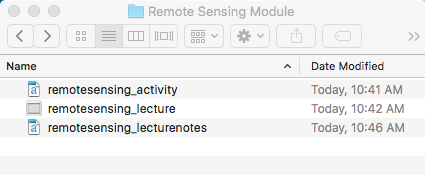 Remote Sensing Module
Name Date Modified
remotesensing_activity Today, 10:41 AM
remotesensing_lecture Today, 10:42 AM
remotesensing_lecturenotes Today, 10:46 AM